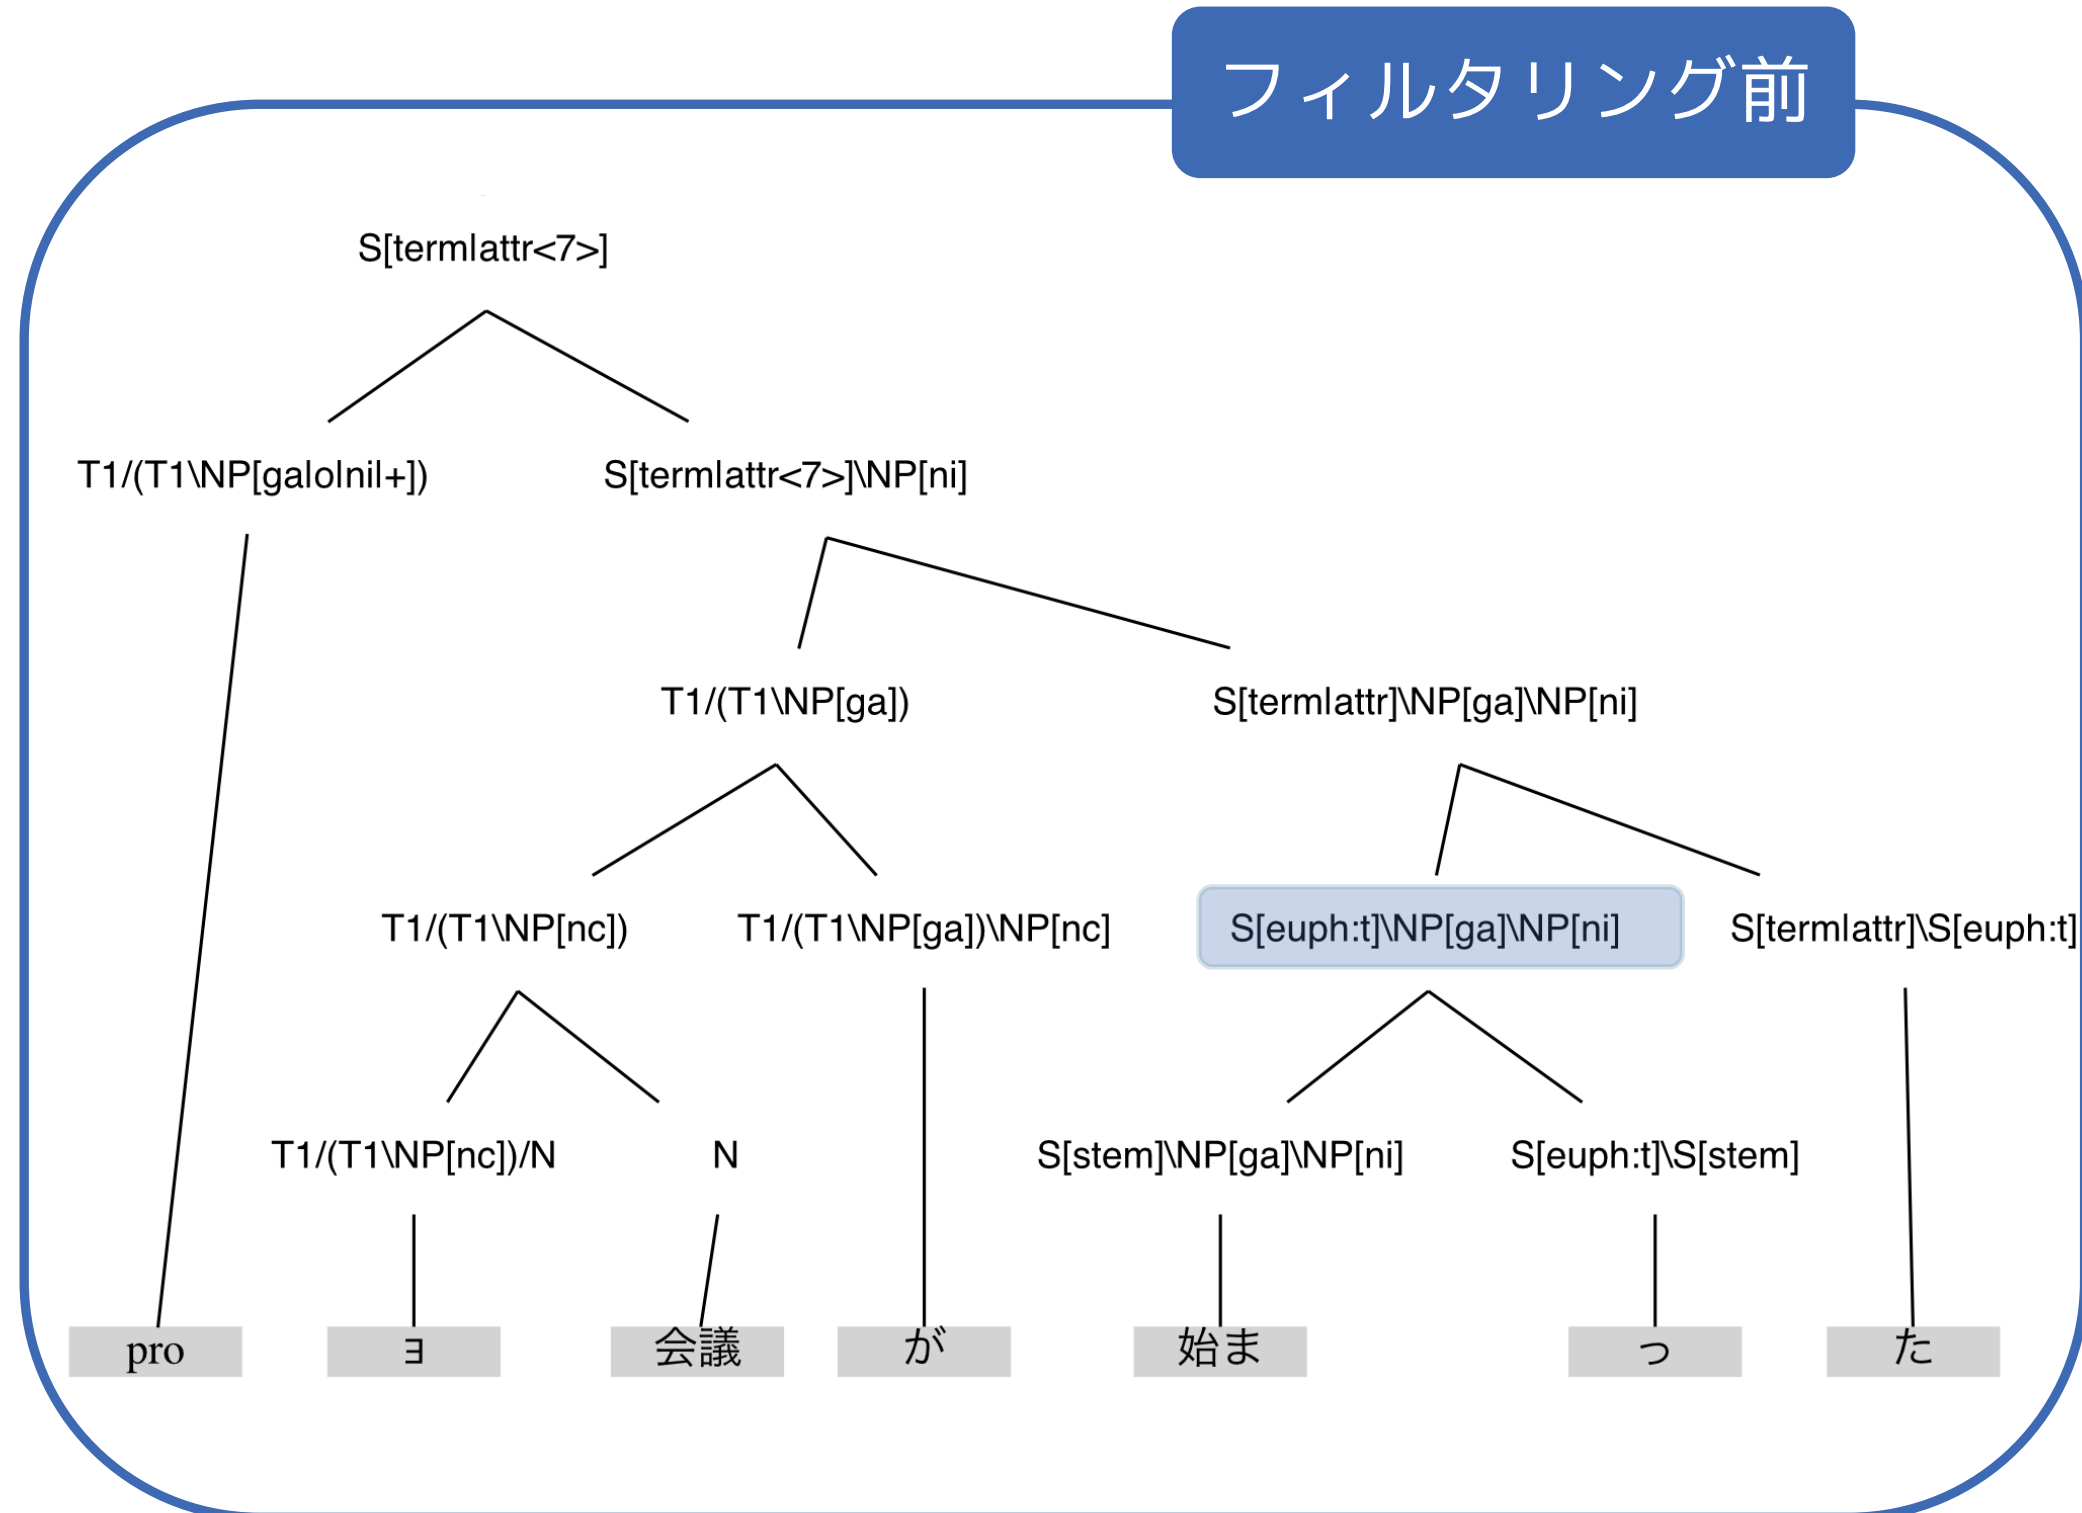 フィルタリング前
S[term|attr<7>]
T1/(T1\NP[ga|o|ni|+]) S[term|attr<7>]\NP[ni]
T1/(T1\NP[ga]) S[term|attr]\NP[ga]\NP[ni]
T1/(T1\NP[nc]) T1/(T1\NP[ga])\NP[nc] S[euph:t]\NP[ga]\NP[ni] S[term|attr]\S[euph:t]
T1/(T1\NP[nc])/N N S[stem]\NP[ga]\NP[ni] S[euph:t]\S[stem]
pro ∃ 会議 が 始ま っ た